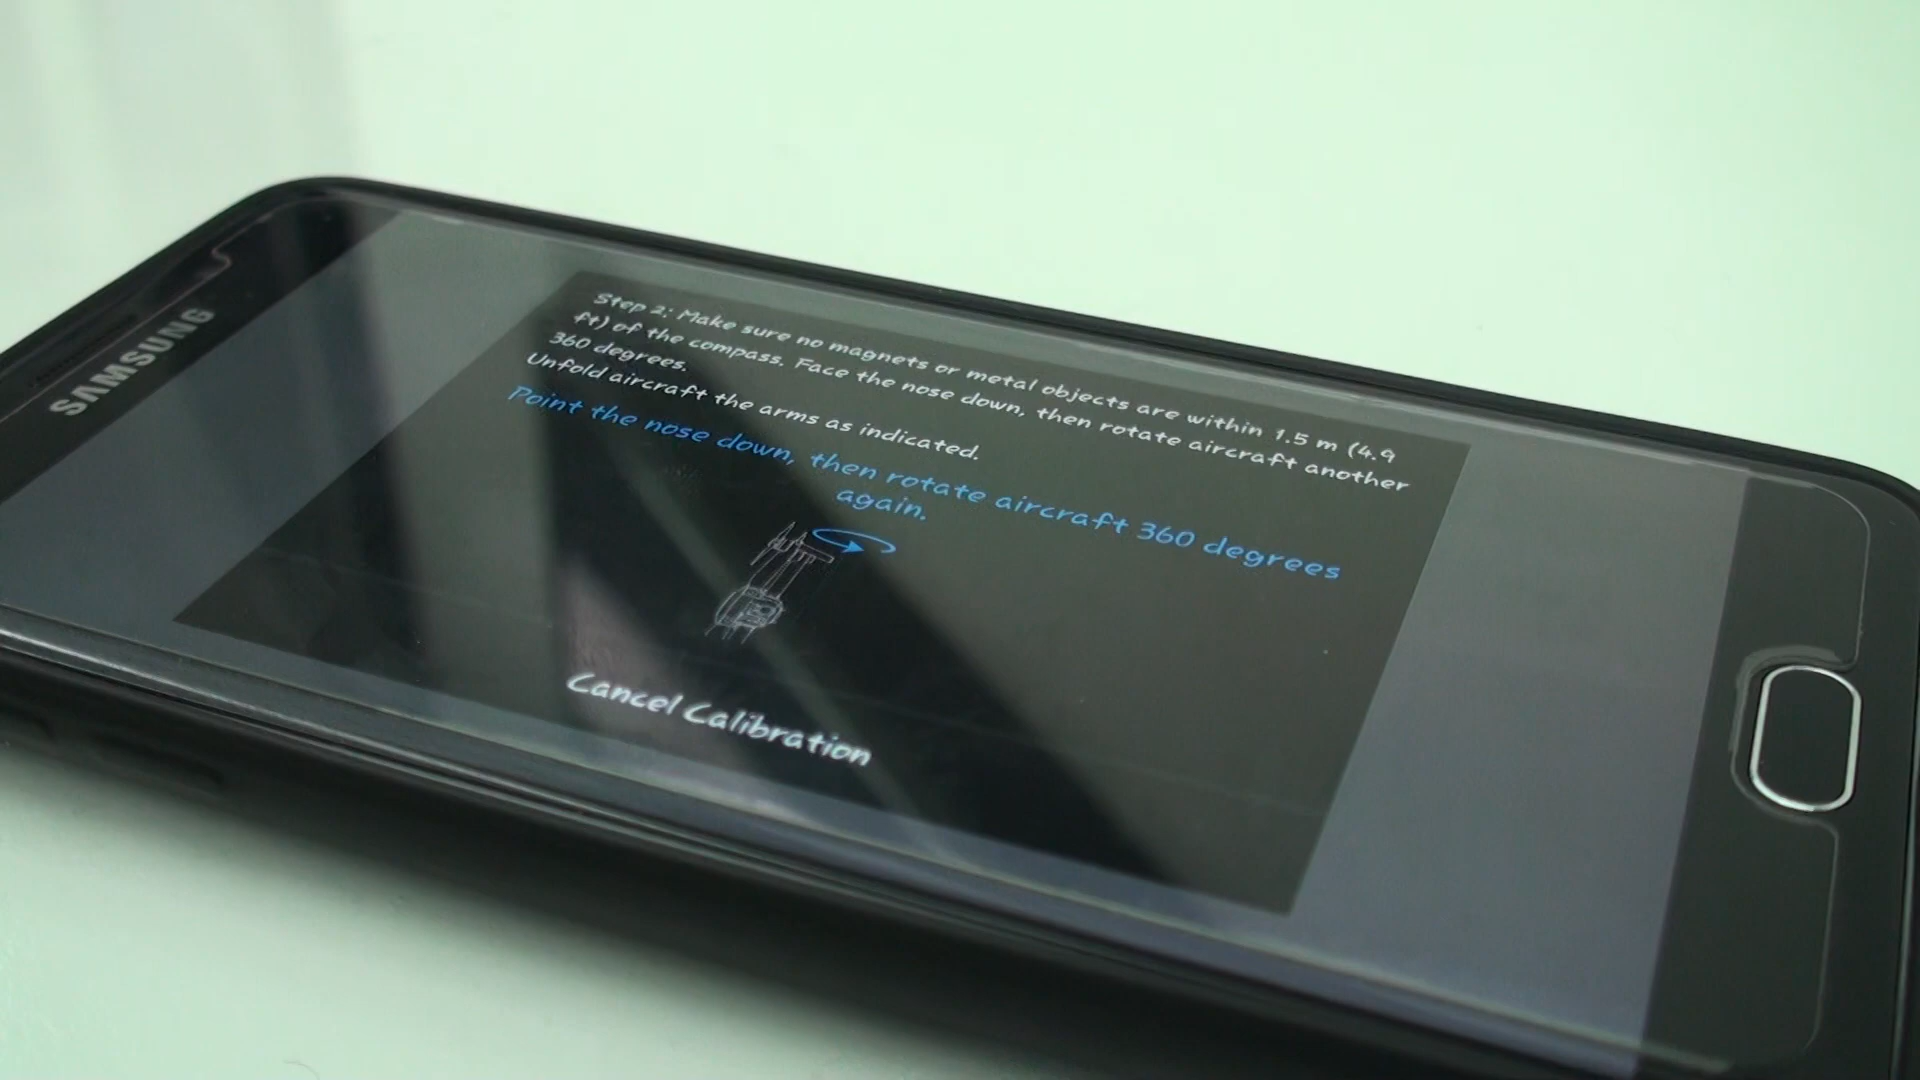 SAMSUNG
Step 2: Make sure no magnets or metal objects are within 1.5 m (4.9
ft) of the compass. Face the nose down, then rotate aircraft another
360 degrees.
Unfold aircraft the arms as indicated.
Point the nose down, then rotate aircraft 360 degrees
again.
Cancel Calibration